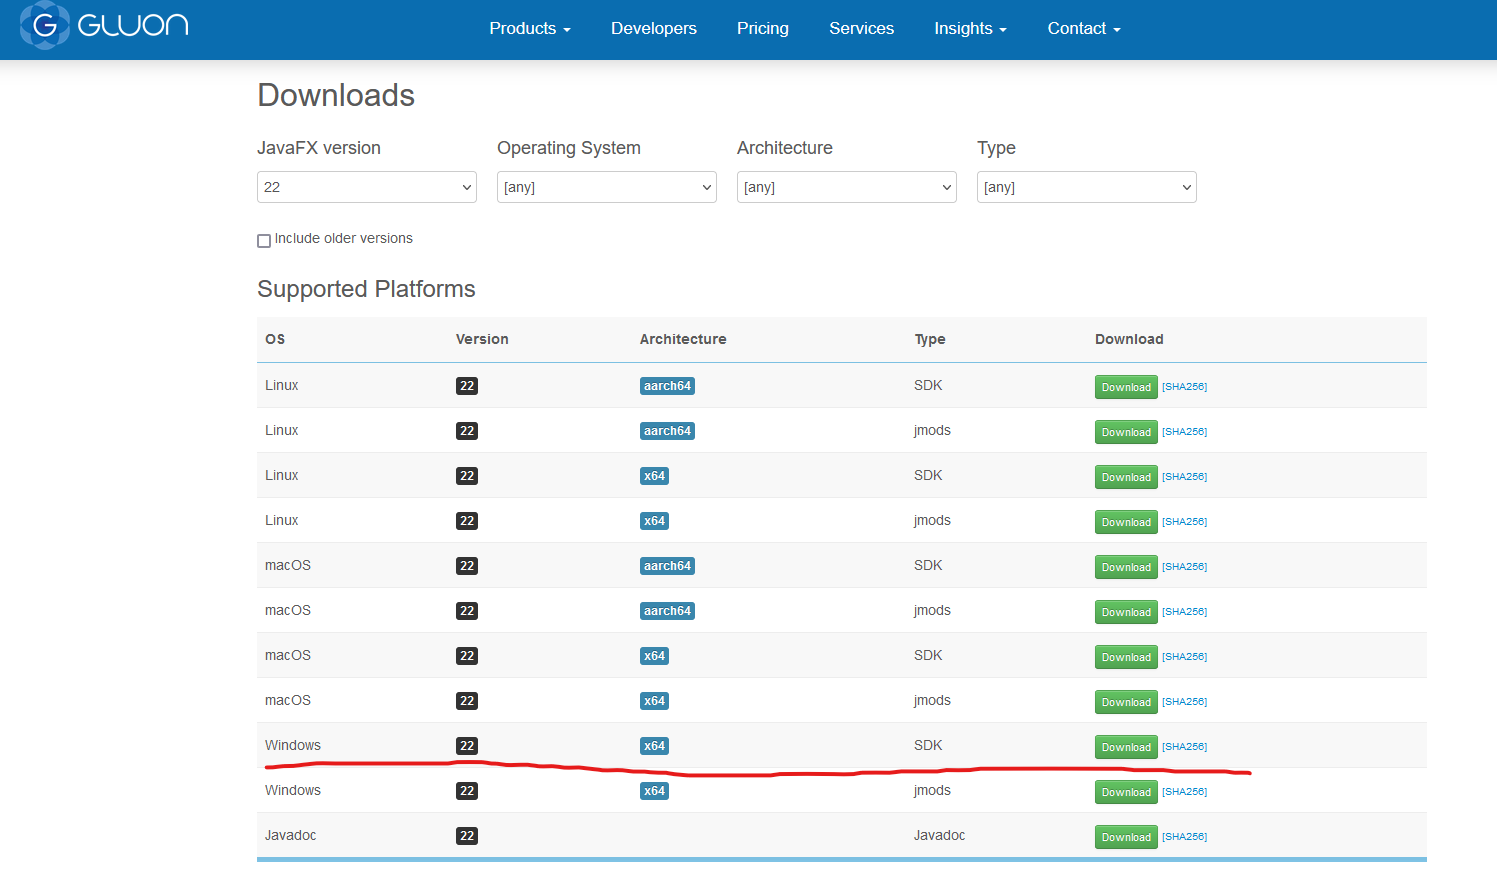 GLUON Products Developers Pricing Services Insights Contact
Downloads
JavaFX version Operating System Architecture Type
22 [any] [any] [any]
Include older versions
Supported Platforms
OS Version Architecture Type Download
Linux 22 aarch64 SDK Download [SHA256]
Linux 22 aarch64 jmods Download [SHA256]
Linux 22 x64 SDK Download [SHA256]
Linux 22 x64 jmods Download [SHA256]
macOS 22 aarch64 SDK Download [SHA256]
macOS 22 aarch64 jmods Download [SHA256]
macOS 22 x64 SDK Download [SHA256]
macOS 22 x64 jmods Download [SHA256]
Windows 22 x64 SDK Download [SHA256]
Windows 22 x64 jmods Download [SHA256]
Javadoc 22 Javadoc Download [SHA256]